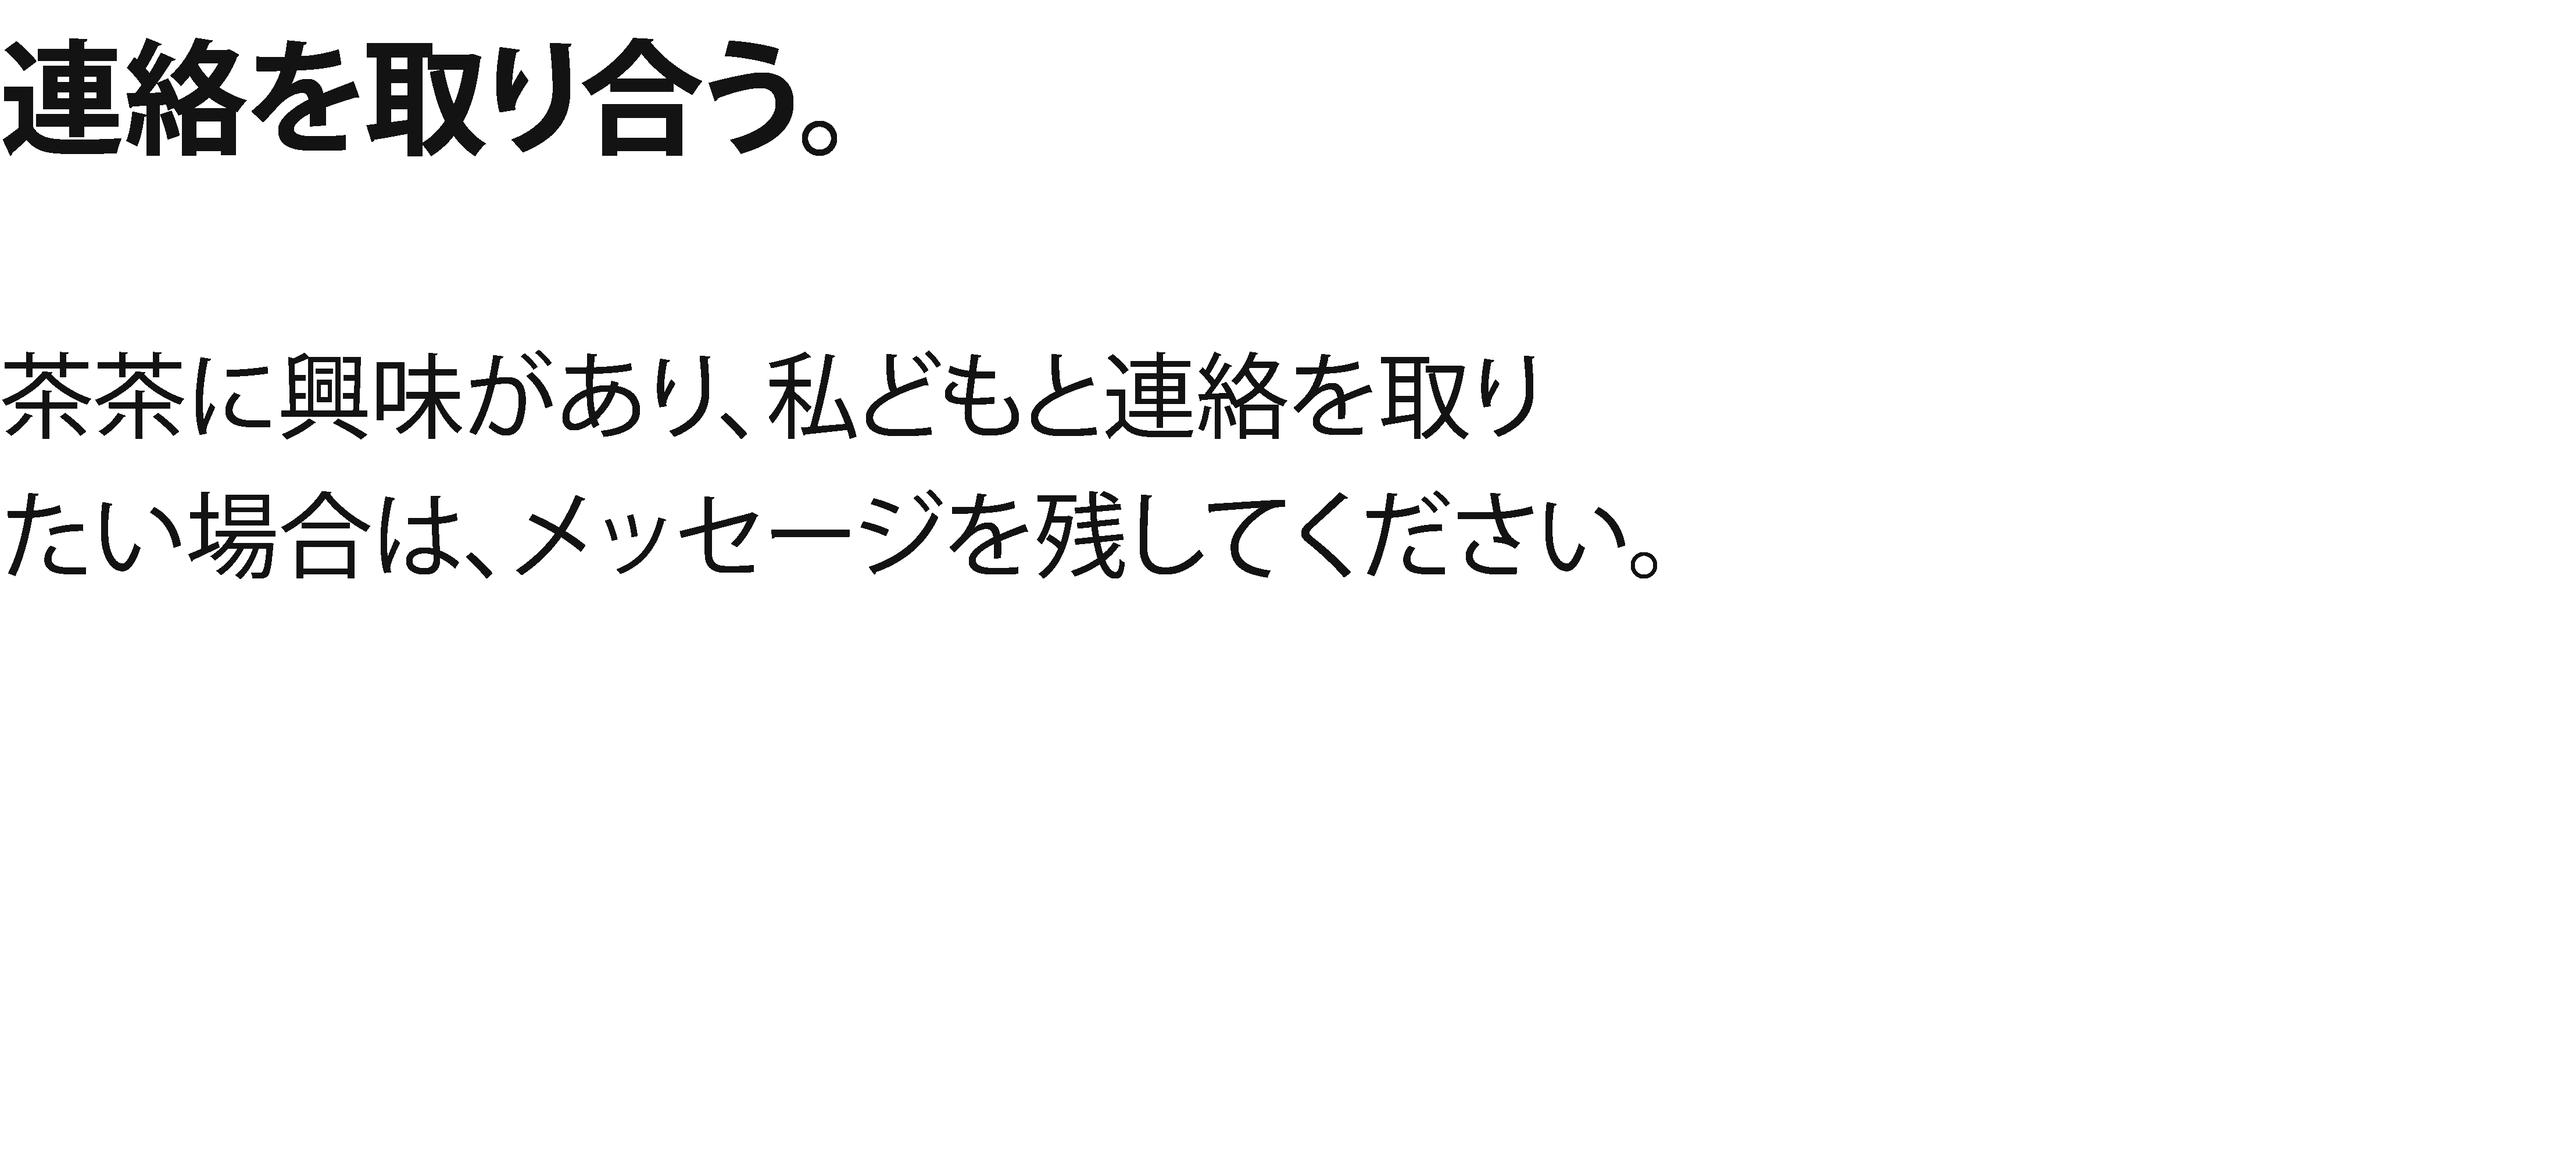 連絡を取り合う。
茶茶に興味があり、私どもと連絡を取り
たい場合は、メッセージを残してください。